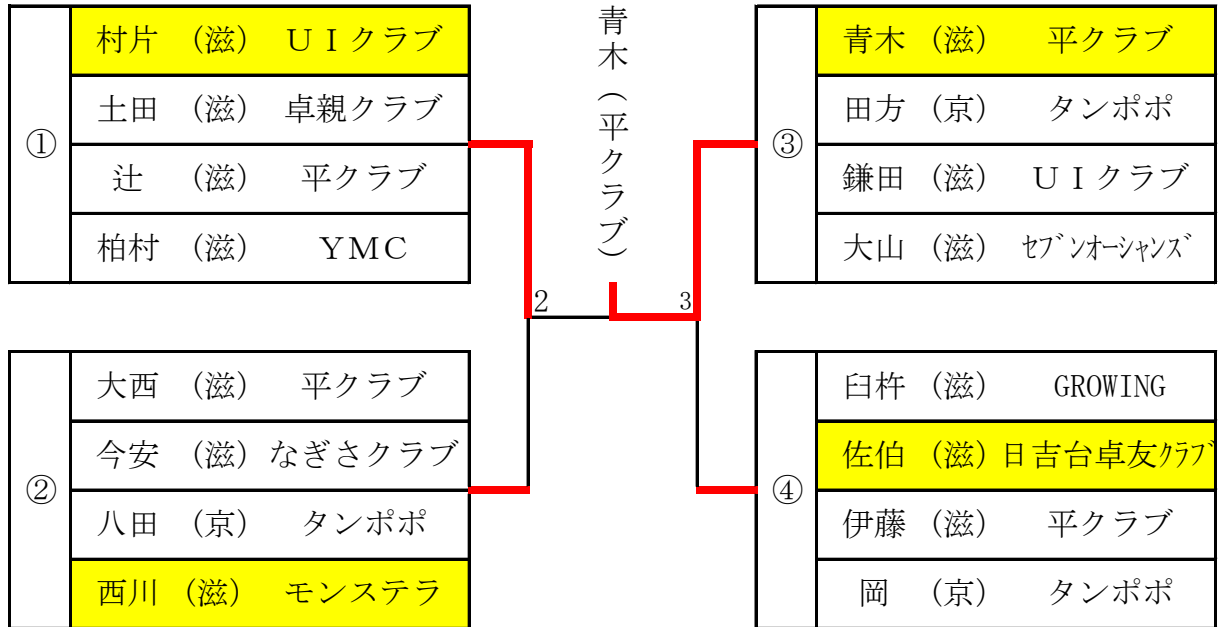 ①
村片 （滋） ＵＩクラブ
土田 （滋） 卓親クラブ
辻 （滋） 平クラブ
柏村 （滋） ＹＭＣ
②
大西 （滋） 平クラブ
今安 （滋） なぎさクラブ
八田 （京） タンポポ
西川 （滋） モンステラ
青木（平クラブ）
2
3
③
青木 （滋） 平クラブ
田方 （京） タンポポ
鎌田 （滋） ＵＩクラブ
大山 （滋） ｾﾌﾞﾝｵｰｼｬﾝｽﾞ
④
臼杵 （滋） GROWING
佐伯 （滋） 日吉台卓友ｸﾗﾌﾞ
伊藤 （滋） 平クラブ
岡 （京） タンポポ